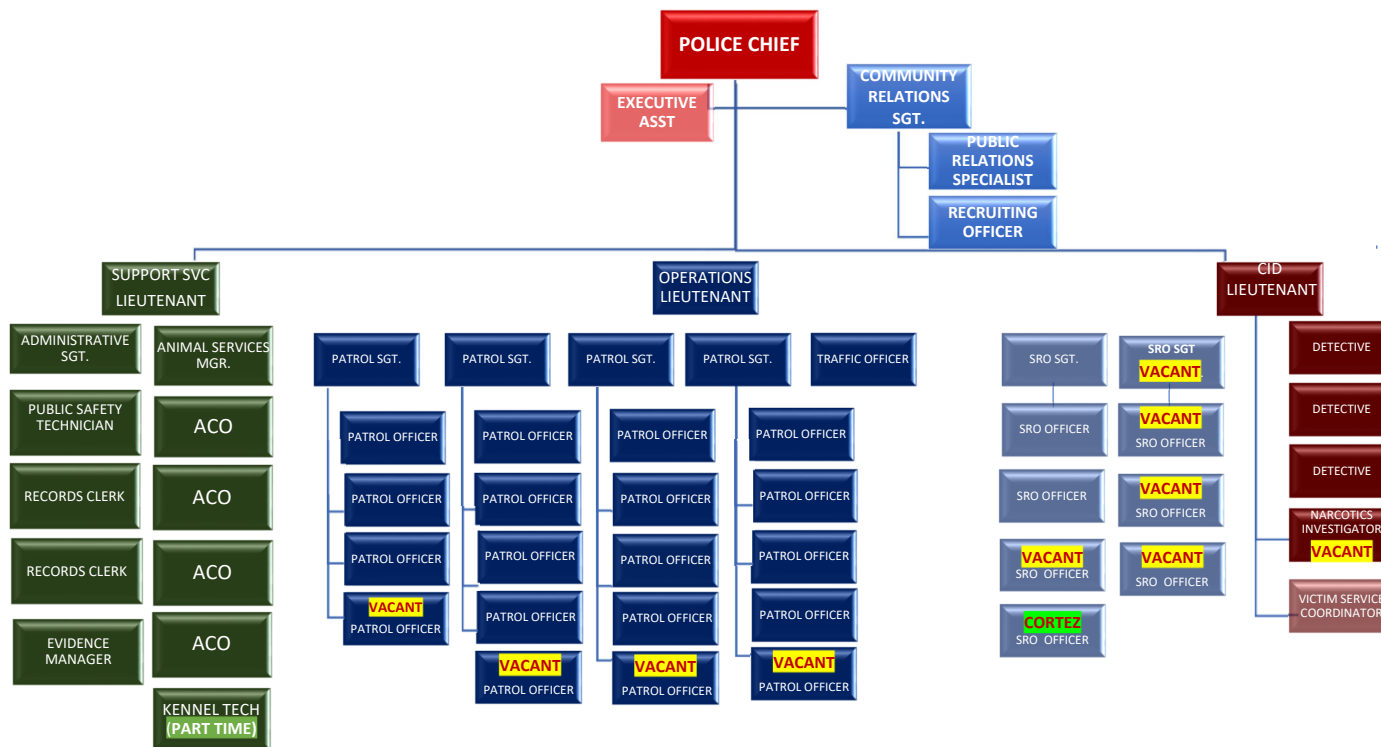 POLICE CHIEF
EXECUTIVE
ASST
COMMUNITY
RELATIONS
SGT.
PUBLIC
RELATIONS
SPECIALIST
RECRUITING
OFFICER
SUPPORT SVC
LIEUTENANT
ADMINISTRATIVE
SGT.
PUBLIC SAFETY
TECHNICIAN
RECORDS CLERK
RECORDS CLERK
EVIDENCE
MANAGER
ANIMAL SERVICES
MGR.
ACO
ACO
ACO
ACO
KENNEL TECH
(PART TIME)
OPERATIONS
LIEUTENANT
PATROL SGT.
PATROL OFFICER
PATROL OFFICER
PATROL OFFICER
VACANT
PATROL OFFICER
PATROL SGT.
PATROL OFFICER
PATROL OFFICER
PATROL OFFICER
PATROL OFFICER
VACANT
PATROL OFFICER
PATROL SGT.
PATROL OFFICER
PATROL OFFICER
PATROL OFFICER
PATROL OFFICER
VACANT
PATROL OFFICER
PATROL SGT.
PATROL OFFICER
PATROL OFFICER
PATROL OFFICER
PATROL OFFICER
VACANT
PATROL OFFICER
TRAFFIC OFFICER
SRO SGT.
SRO OFFICER
SRO OFFICER
VACANT
SRO OFFICER
CORTEZ
SRO OFFICER
SRO SGT
VACANT
VACANT
SRO OFFICER
VACANT
SRO OFFICER
VACANT
SRO OFFICER
CID
LIEUTENANT
DETECTIVE
DETECTIVE
DETECTIVE
NARCOTICS
INVESTIGATOR
VACANT
VICTIM SERVICE
COORDINATOR